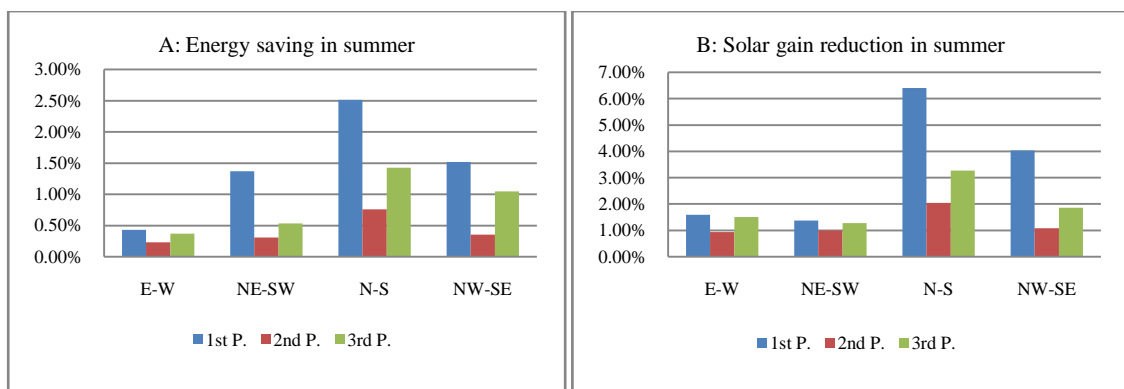 A: Energy saving in summer
3.00%
2.50%
2.00%
1.50%
1.00%
0.50%
0.00%
E-W NE-SW N-S NW-SE
1st P. 2nd P. 3rd P.
B: Solar gain reduction in summer
7.00%
6.00%
5.00%
4.00%
3.00%
2.00%
1.00%
0.00%
E-W NE-SW N-S NW-SE
1st P. 2nd P. 3rd P.